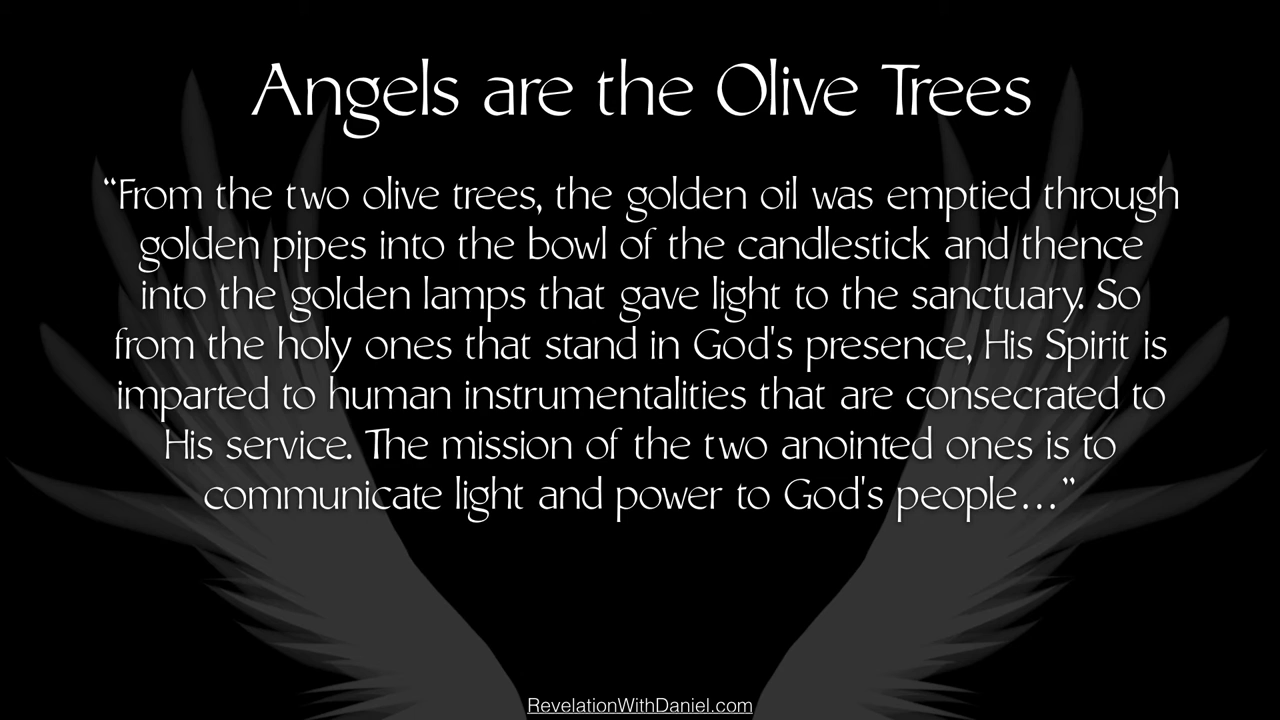 Angels are the Olive Trees
“From the two olive trees, the golden oil was emptied through
golden pipes into the bowl of the candlestick and thence
into the golden lamps that gave light to the sanctuary. So
from the holy ones that stand in God's presence, His Spirit is
imparted to human instrumentalities that are consecrated to
His service. The mission of the two anointed ones is to
communicate light and power to God's people…”
RevelationWithDaniel.com